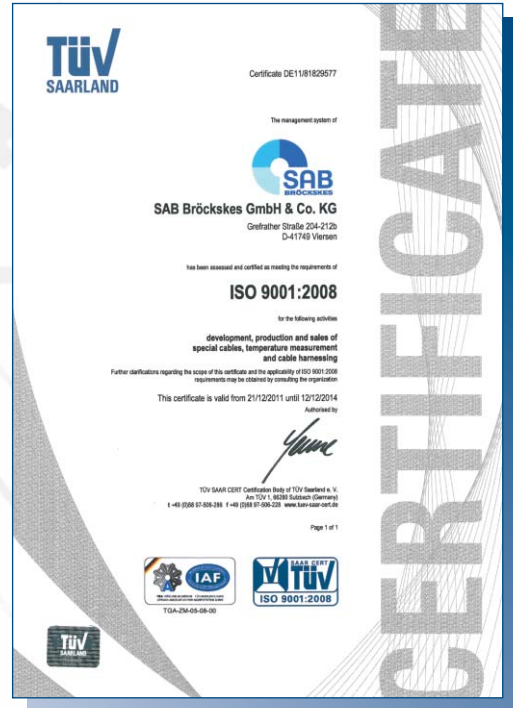 TÜV
SAARLAND
Certificate DE11/81829577
The management system of
SAB
BRÖCKSKES
SAB Bröckskes GmbH & Co. KG
Grefrather Straße 204-212b
D-41749 Viersen
has been assessed and certified as meeting the requirements of
ISO 9001:2008
for the following activities
development, production and sales of
special cables, temperature measurement
and cable harnessing
Further clarifications regarding the scope of this certificate and the applicability of ISO 9001:2008
requirements may be obtained by consulting the organization
This certificate is valid from 21/12/2011 until 12/12/2014
Authorised by
TÜV SAAR CERT Certification Body of TÜV Saarland e. V.
Am TÜV 1, 66280 Sulzbach (Germany)
Page 1 of 1
IAF
TGA-ZM-05-08-00
SAAR CERT
TÜV
ISO 9001:2008
TÜV
SAARLAND
CERTIFICATE